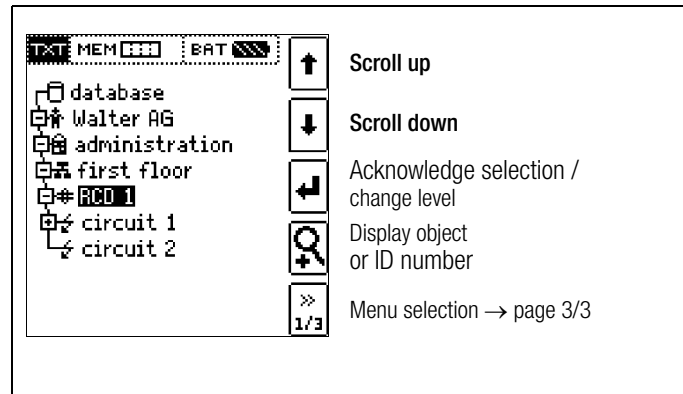 TXT MEM BAT
database
Walter AG
administration
first floor
RCD 1
circuit 1
circuit 2
»
1/3
Scroll up
Scroll down
Acknowledge selection /
change level
Display object
or ID number
Menu selection → page 3/3